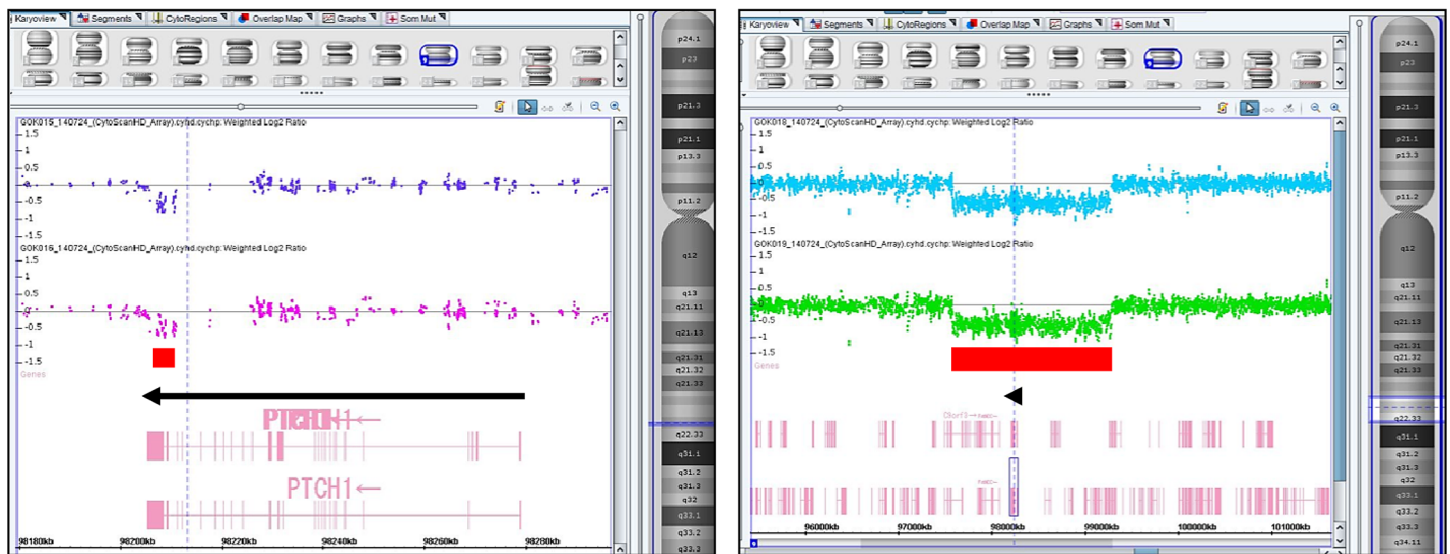 Karyoview Segments CytoRegions Overlap Map Graphs Som Mut
GOK015_140724_(CytoScanHD_Array).cyhd.cychp: Weighted Log2 Ratio
1.5
1
0.5
0
-0.5
-1
-1.5
GOK016_140724_(CytoScanHD_Array).cyhd.cychp: Weighted Log2 Ratio
1.5
1
0.5
0
-0.5
-1
-1.5
Genes
PTCH1
PTCH1
98180kb 98200kb 98220kb 98240kb 98260kb 98280kb
p24.1
p23
p21.3
p21.1
p13.3
p11.2
q12
q13
q21.11
q21.13
q21.31
q21.32
q21.33
q22.33
q31.1
q31.2
q31.3
q32
q33.1
q33.2
q33.3
Karyoview Segments CytoRegions Overlap Map Graphs Som Mut
GOK018_140724_(CytoScanHD_Array).cyhd.cychp: Weighted Log2 Ratio
1.5
1
0.5
0
-0.5
-1
-1.5
GOK019_140724_(CytoScanHD_Array).cyhd.cychp: Weighted Log2 Ratio
1.5
1
0.5
0
-0.5
-1
-1.5
Genes
C9orf3
96000kb 97000kb 98000kb 99000kb 100000kb 101000kb
p24.1
p23
p21.3
p21.1
p13.3
p11.2
q12
q13
q21.11
q21.13
q21.31
q21.32
q21.33
q22.33
q31.1
q31.2
q31.3
q32
q33.1
q33.2
q33.3
q34.11